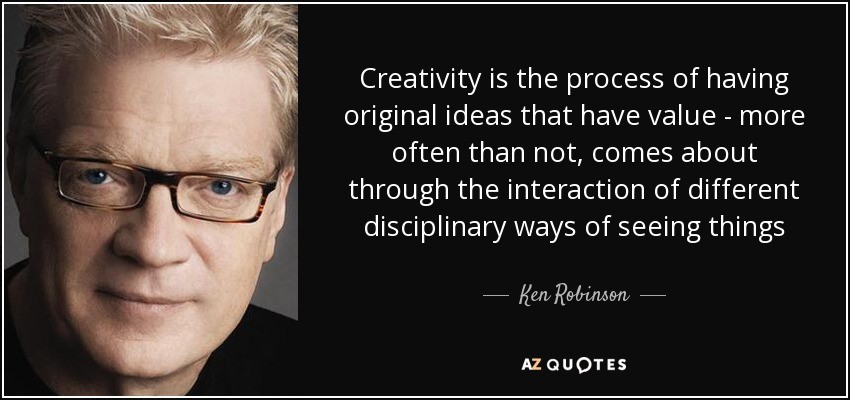 Creativity is the process of having
original ideas that have value - more
often than not, comes about
through the interaction of different
disciplinary ways of seeing things
Ken Robinson
AZ QUOTES